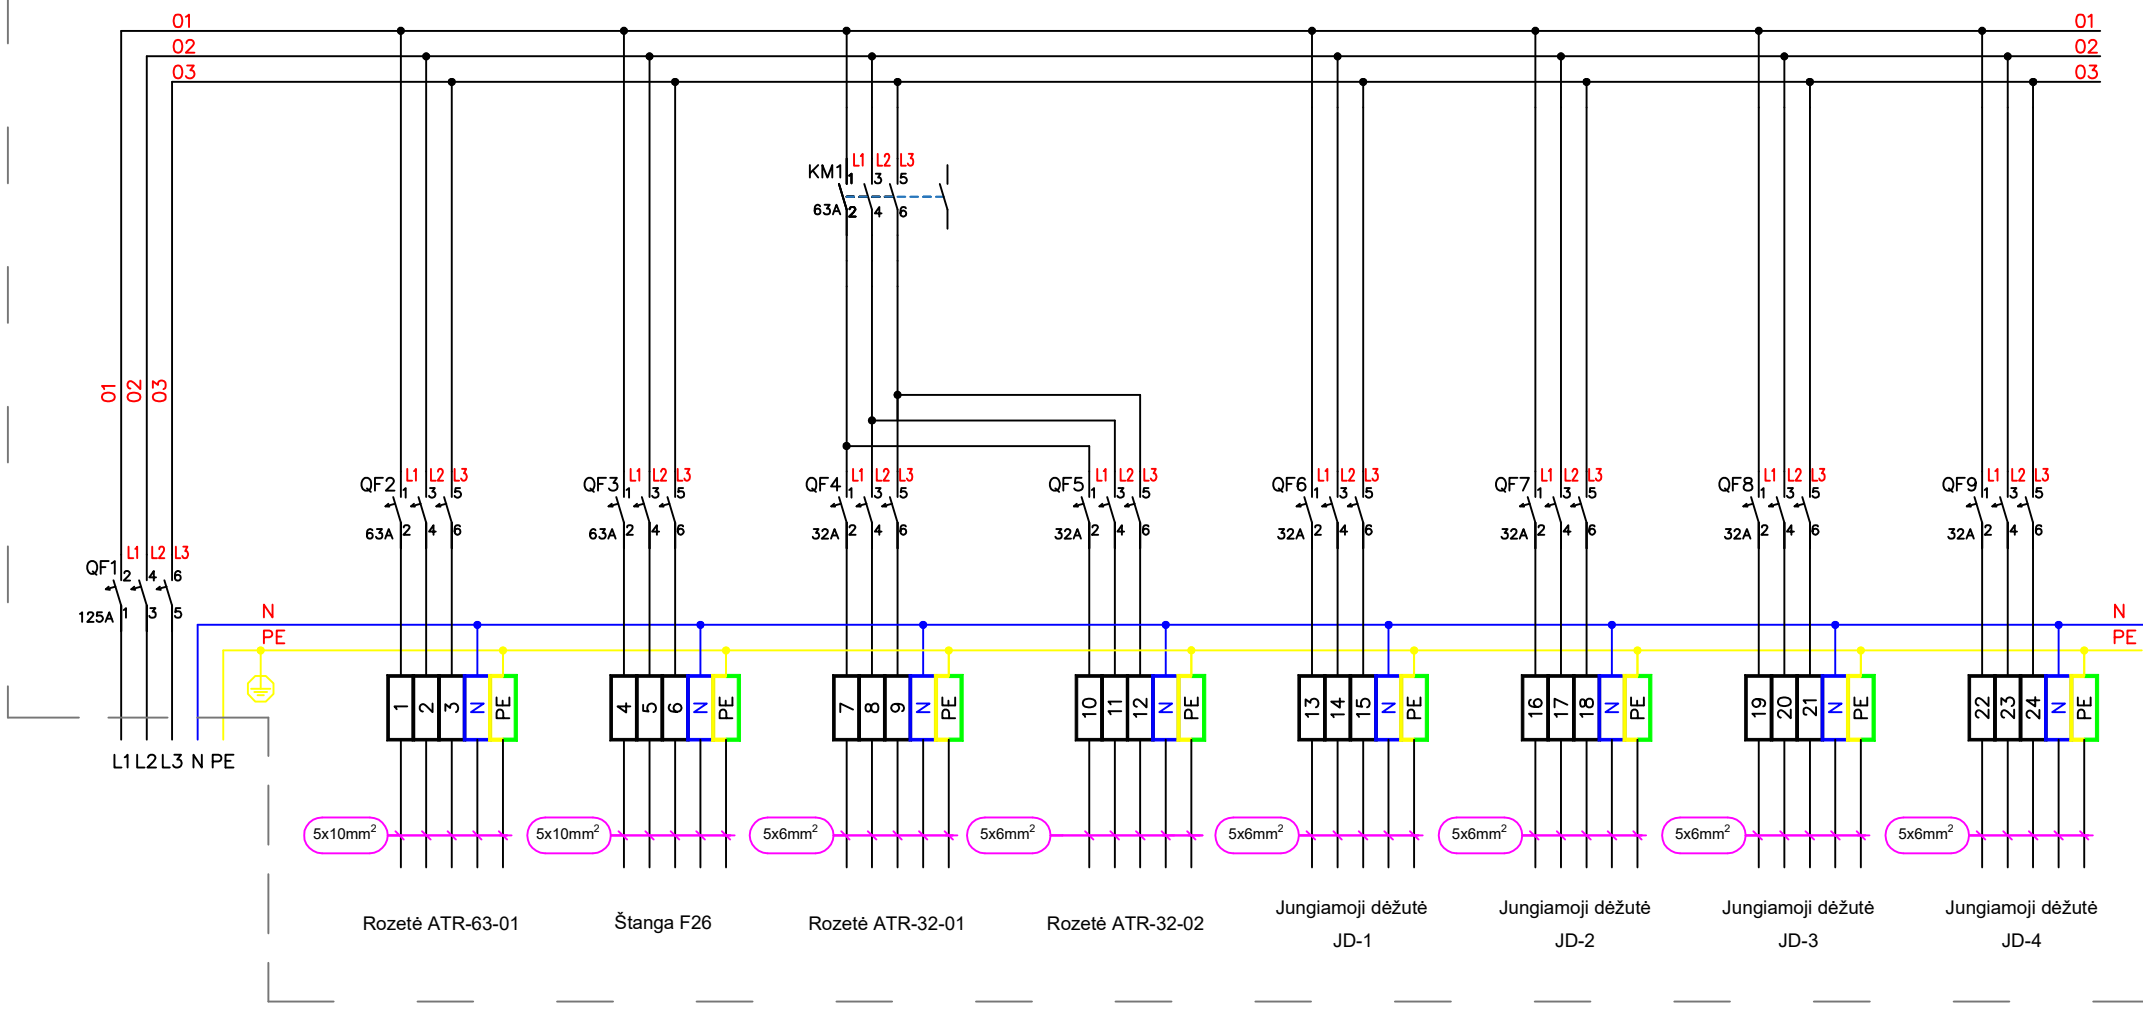 01 01
02 02
03 03
L1 L2 L3
KM1 1 3 5
63A 2 4 6
01 02 03
L1 L2 L3 L1 L2 L3 L1 L2 L3 L1 L2 L3 L1 L2 L3 L1 L2 L3 L1 L2 L3 L1 L2 L3
QF2 1 3 5 QF3 1 3 5 QF4 1 3 5 QF5 1 3 5 QF6 1 3 5 QF7 1 3 5 QF8 1 3 5 QF9 1 3 5
63A 2 4 6 63A 2 4 6 32A 2 4 6 32A 2 4 6 32A 2 4 6 32A 2 4 6 32A 2 4 6 32A 2 4 6
L1 L2 L3
QF1 2 4 6
125A 1 3 5
N N
PE PE
1 2 3 N PE 4 5 6 N PE 7 8 9 N PE 10 11 12 N PE 13 14 15 N PE 16 17 18 N PE 19 20 21 N PE 22 23 24 N PE
L1 L2 L3 N PE
5x10mm² 5x10mm² 5x6mm² 5x6mm² 5x6mm² 5x6mm² 5x6mm² 5x6mm²
Rozetė ATR-63-01 Štanga F26 Rozetė ATR-32-01 Rozetė ATR-32-02
Jungiamoji dėžutė Jungiamoji dėžutė Jungiamoji dėžutė Jungiamoji dėžutė
JD-1 JD-2 JD-3 JD-4